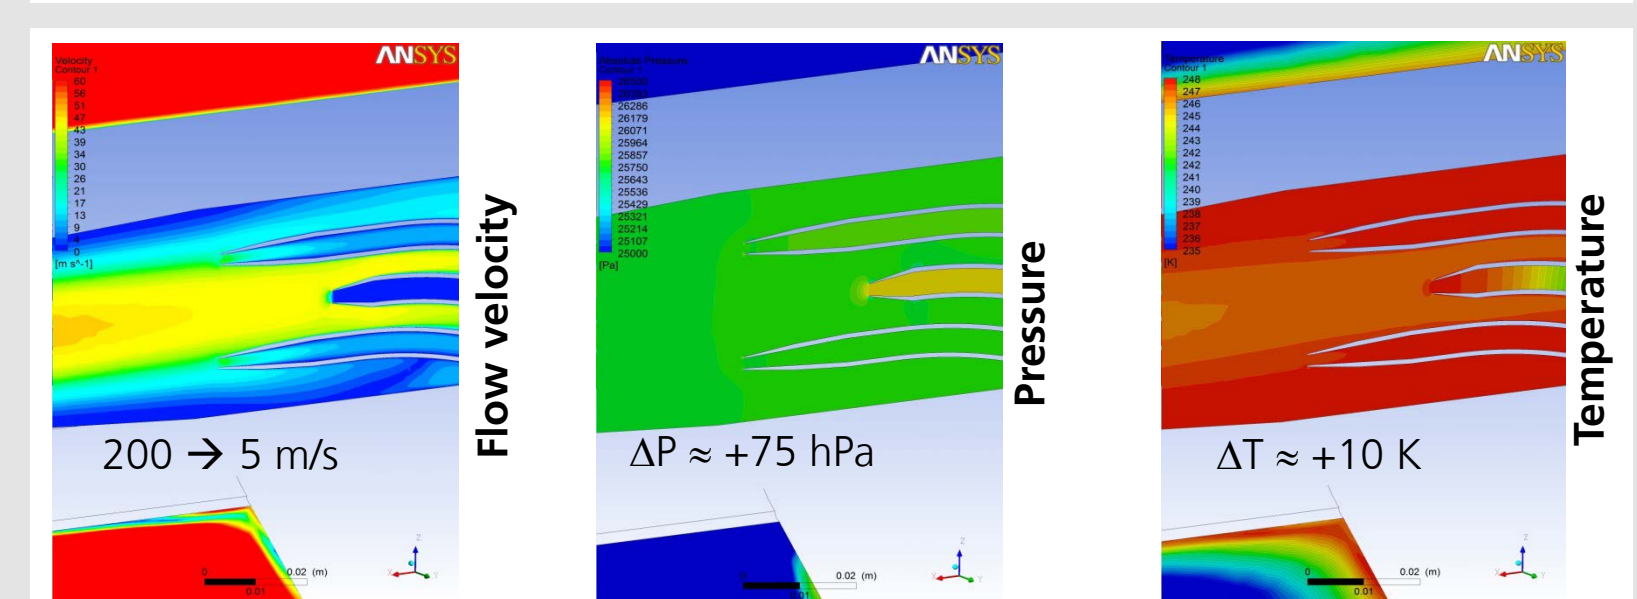 ANSYS
Velocity
Contour 1
60
56
51
47
43
39
34
30
26
21
17
13
9
4
0
[m s^-1]
200 → 5 m/s
0
0.02 (m)
0.01
Z
X
Y
Flow velocity
ANSYS
Absolute Pressure
Contour 1
26500
26286
26179
26071
25964
25857
25750
25643
25536
25429
25321
25214
25107
25000
[Pa]
ΔP ≈ +75 hPa
0
0.02 (m)
0.01
Z
X
Y
Pressure
ANSYS
Temperature
Contour 1
248
247
246
245
244
243
242
242
241
240
239
238
237
236
235
[K]
ΔT ≈ +10 K
0
0.02 (m)
0.01
Z
X
Y
Temperature